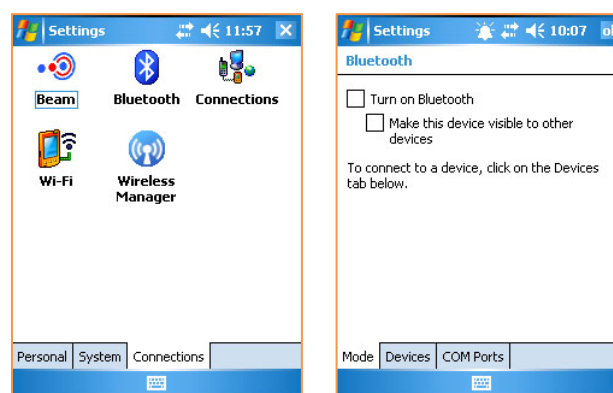 Settings 11:57
Beam Bluetooth Connections
Wi-Fi Wireless
Manager
Personal System Connections
Settings 10:07 ok
Bluetooth
Turn on Bluetooth
Make this device visible to other
devices
To connect to a device, click on the Devices
tab below.
Mode Devices COM Ports